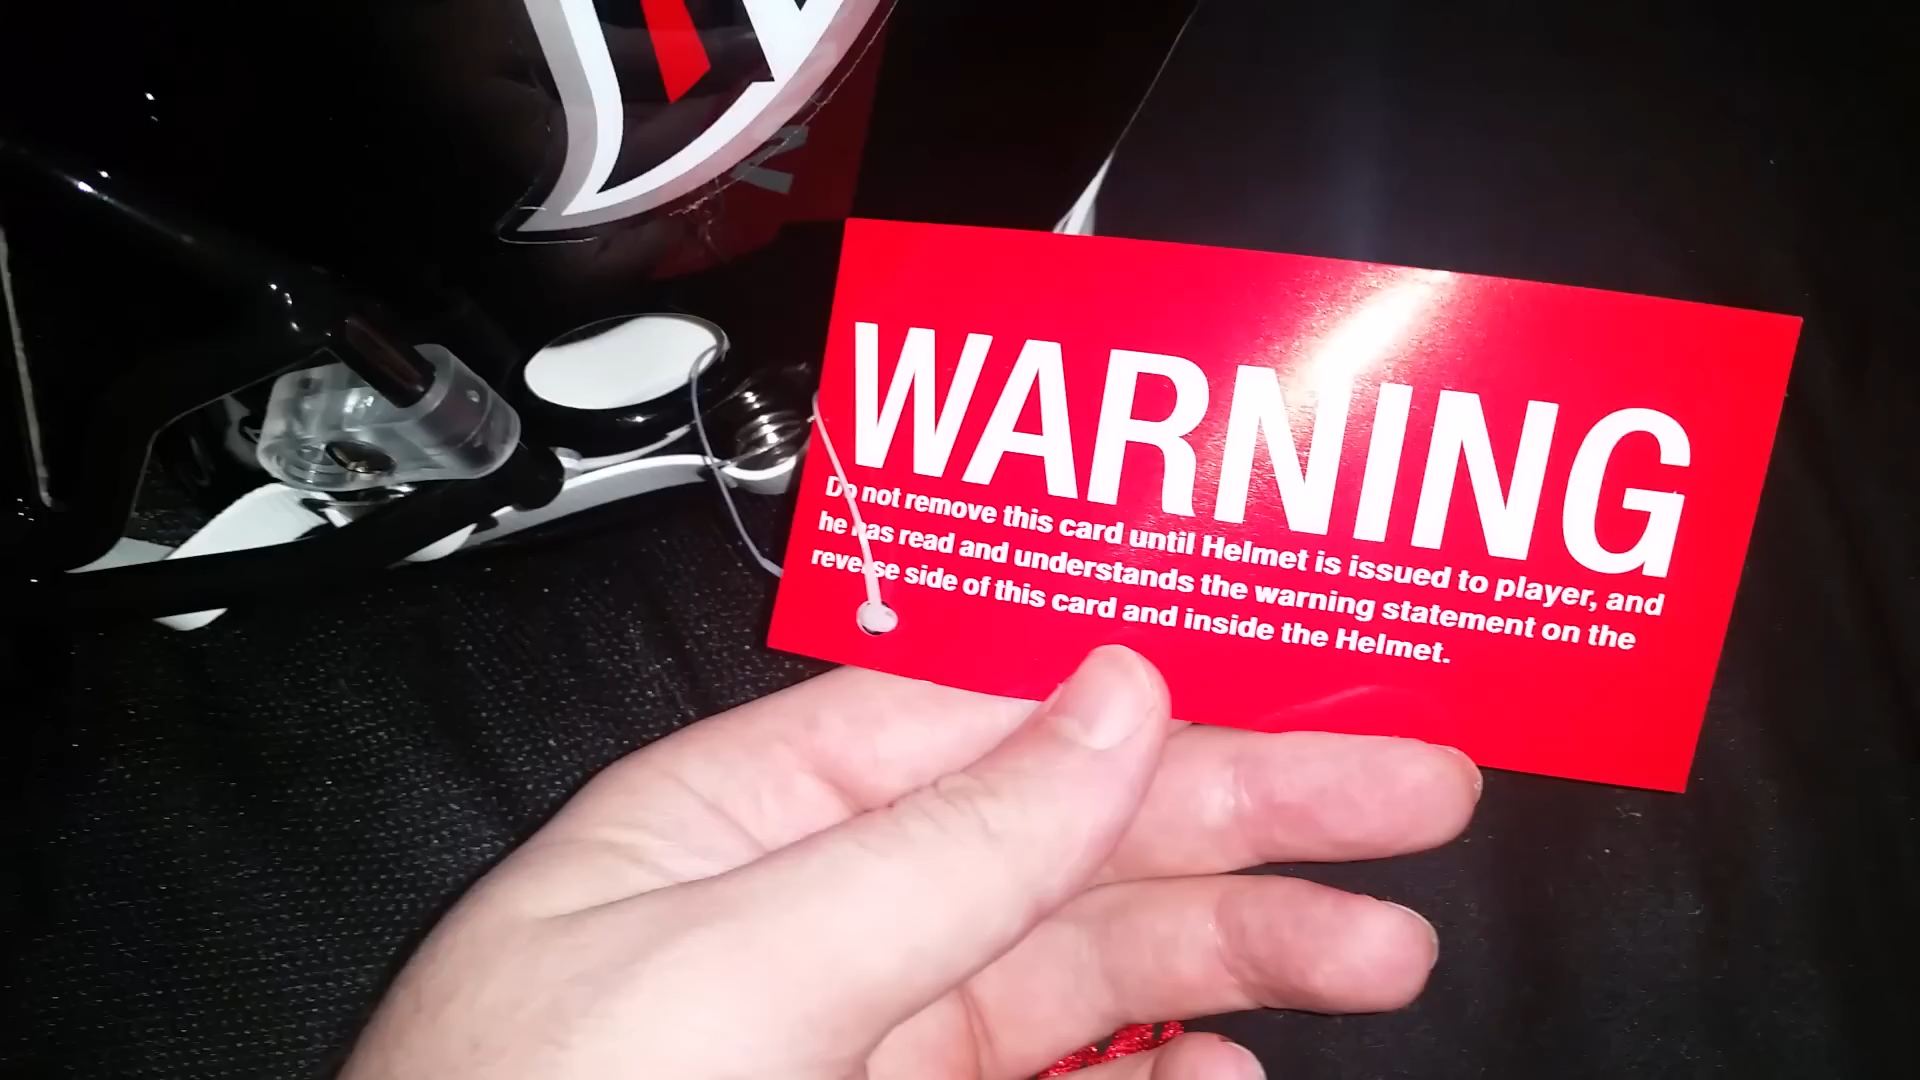 WARNING
Do not remove this card until Helmet is issued to player, and
he has read and understands the warning statement on the
reverse side of this card and inside the Helmet.